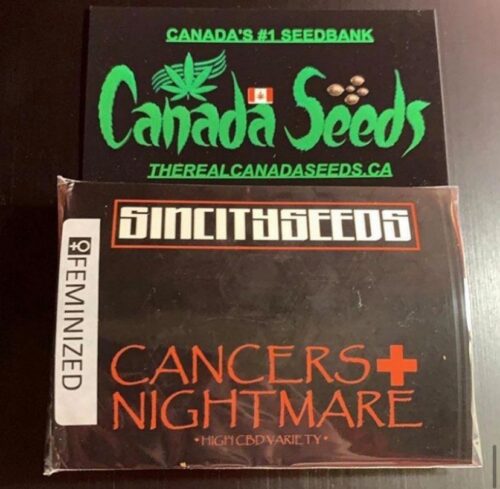 CANADA'S #1 SEEDBANK
Canada Seeds
THEREALCANADASEEDS.CA
SINCITYSEEDS
FEMINIZED
CANCERS
NIGHTMARE
• HIGH CBD VARIETY •